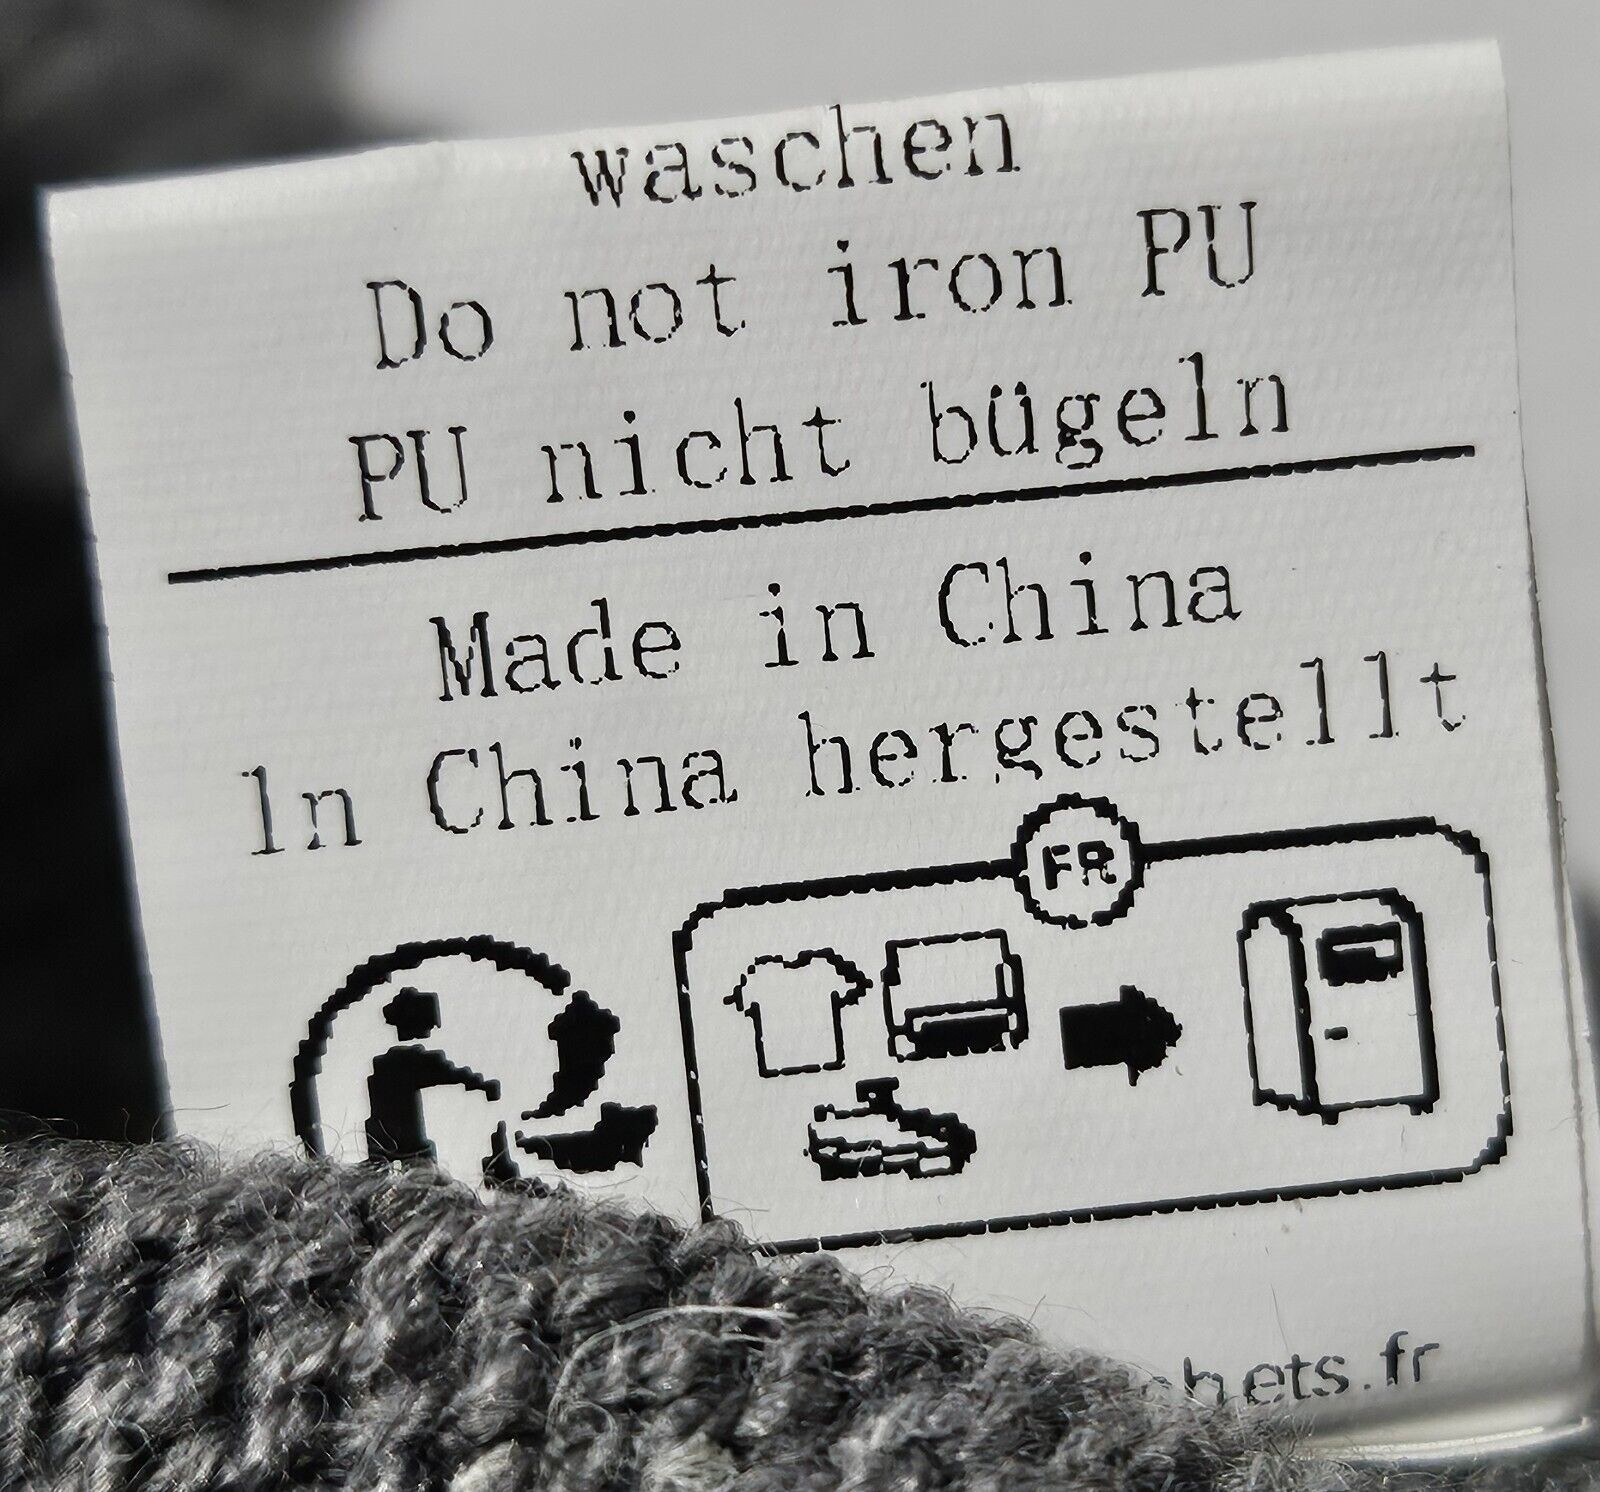 waschen
Do not iron PU
PU nicht bügeln
Made in China
In China hergestellt
FR